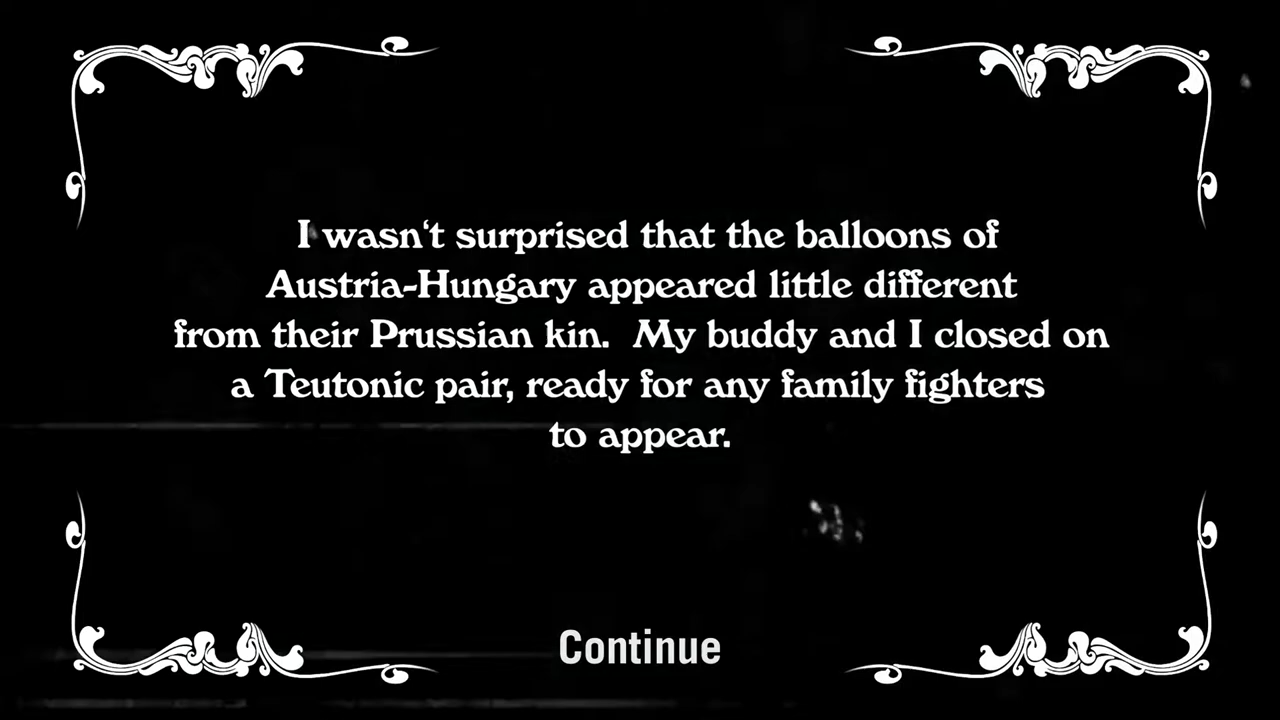 I wasn‘t surprised that the balloons of
Austria-Hungary appeared little different
from their Prussian kin.  My buddy and I closed on
a Teutonic pair, ready for any family fighters
to appear.
Continue